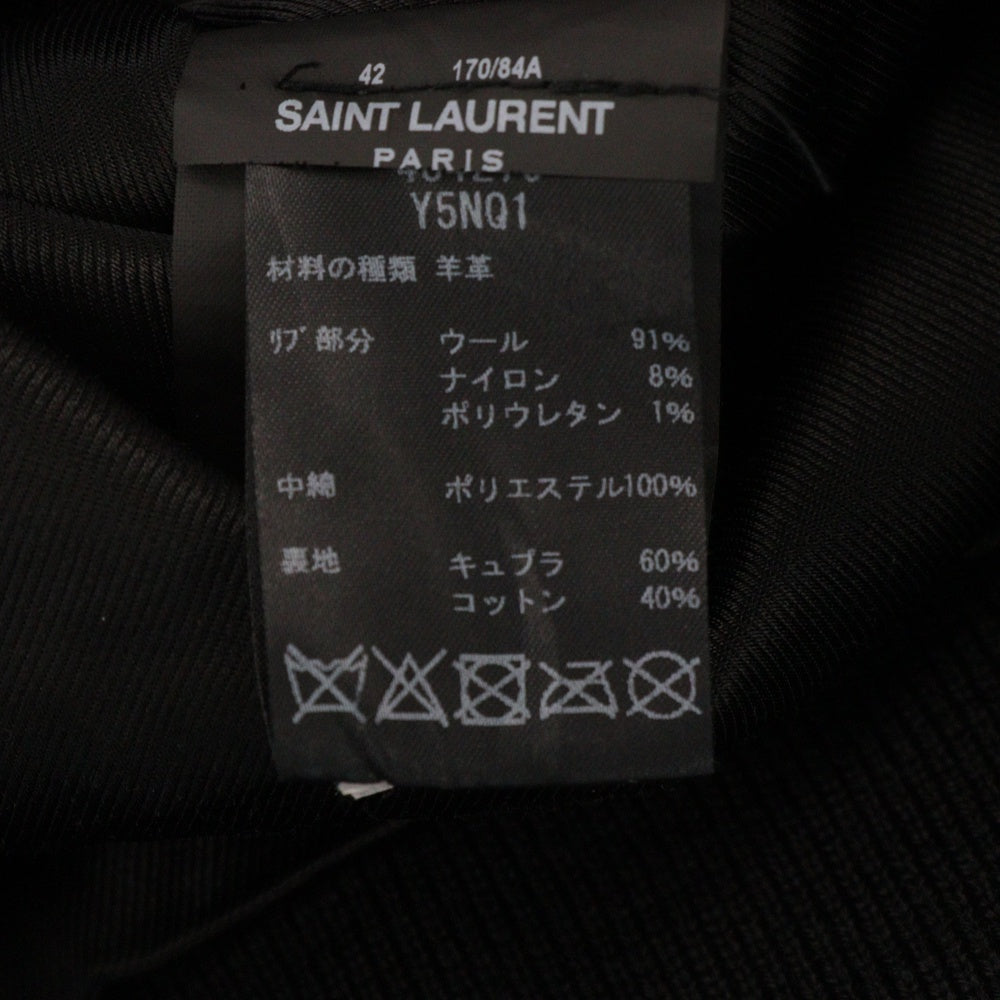 42 170/84A
SAINT LAURENT
PARIS
Y5NQ1
材料の種類 羊革
ﾘﾌﾞ部分 ウール 91%
ナイロン 8%
ポリウレタン 1%
中綿 ポリエステル100%
裏地 キュプラ 60%
コットン 40%